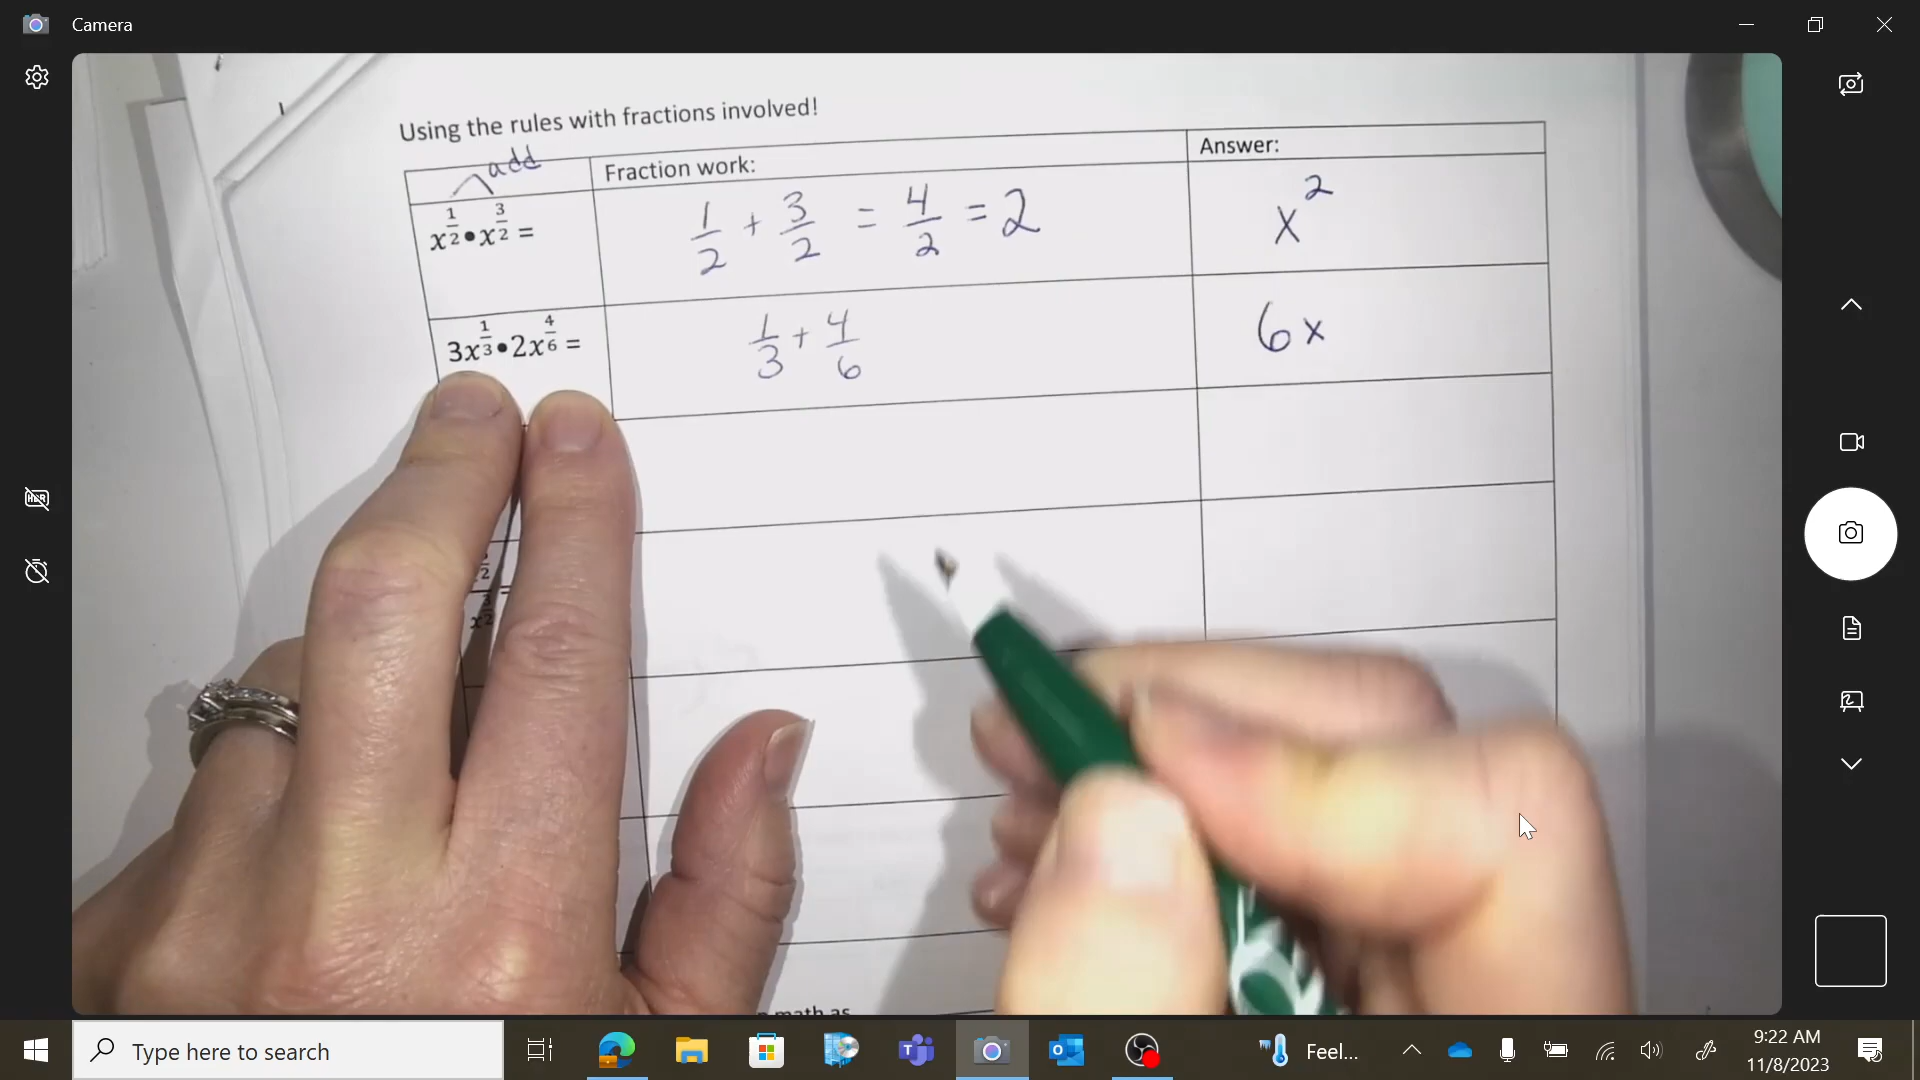 Camera
Using the rules with fractions involved!
add
Fraction work:
Answer:
x^{1/2} • x^{3/2} =
1/2 + 3/2 = 4/2 = 2
x^2
3x^{1/3} • 2x^{4/6} =
1/3 + 4/6
6x
math as
Type here to search
Feel...
9:22 AM
11/8/2023